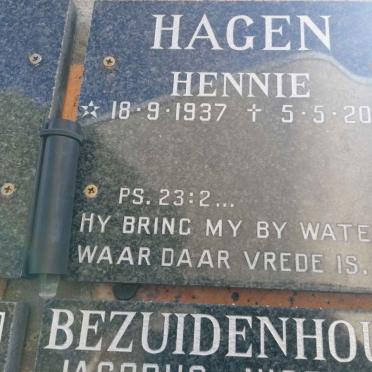 HAGEN
HENNIE
☆ 18·9·1937 † 5·5·20
PS. 23:2...
HY BRING MY BY WATE
WAAR DAAR VREDE IS.
BEZUIDENHOU
JACOBUS